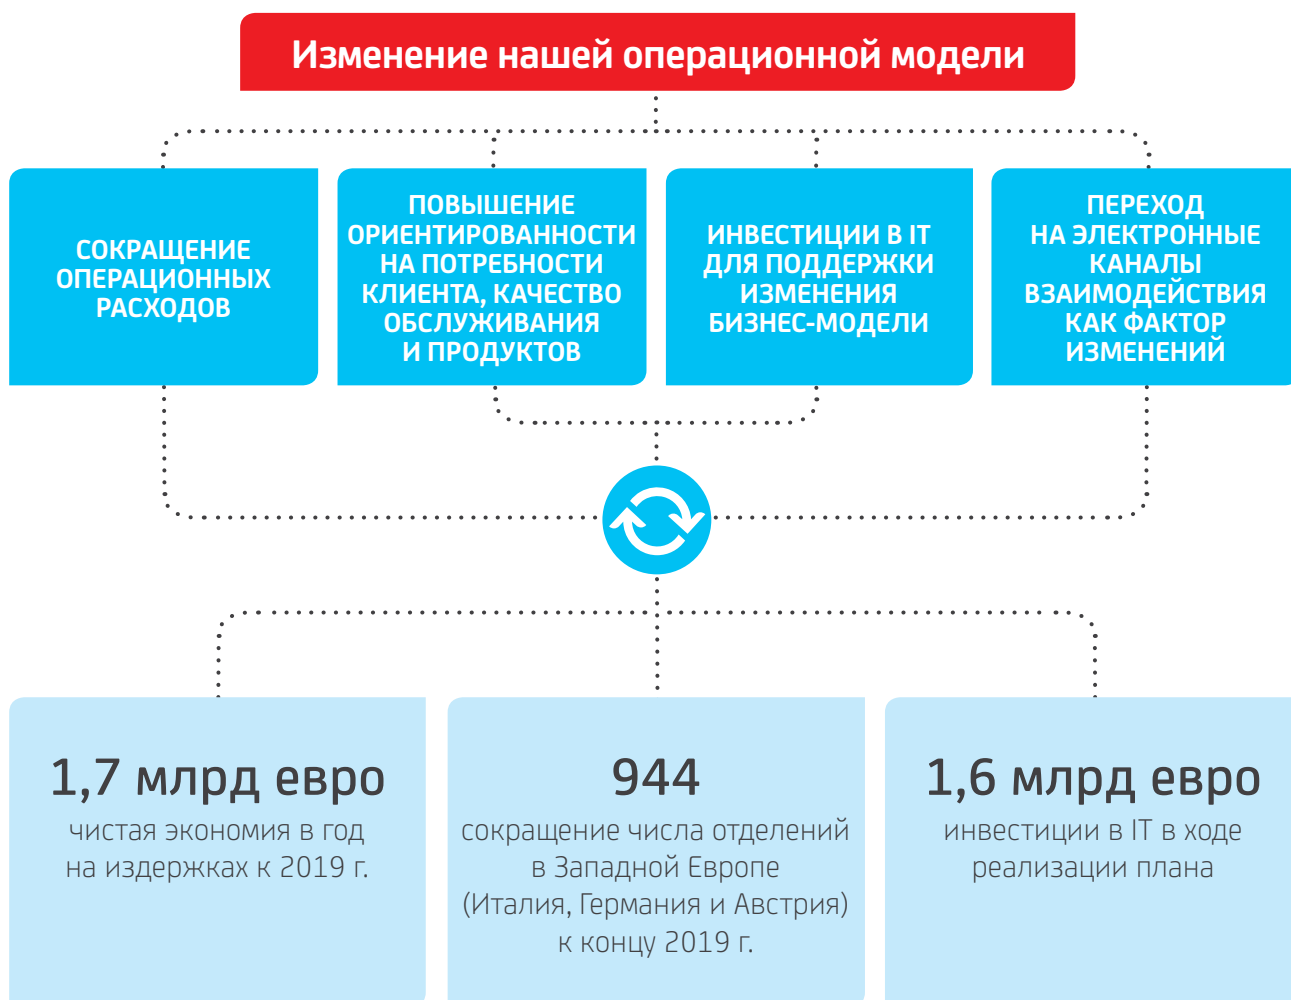 Изменение нашей операционной модели
СОКРАЩЕНИЕ
ОПЕРАЦИОННЫХ
РАСХОДОВ
ПОВЫШЕНИЕ
ОРИЕНТИРОВАННОСТИ
НА ПОТРЕБНОСТИ
КЛИЕНТА, КАЧЕСТВО
ОБСЛУЖИВАНИЯ
И ПРОДУКТОВ
ИНВЕСТИЦИИ В IT
ДЛЯ ПОДДЕРЖКИ
ИЗМЕНЕНИЯ
БИЗНЕС-МОДЕЛИ
ПЕРЕХОД
НА ЭЛЕКТРОННЫЕ
КАНАЛЫ
ВЗАИМОДЕЙСТВИЯ
КАК ФАКТОР
ИЗМЕНЕНИЙ
1,7 млрд евро
чистая экономия в год
на издержках к 2019 г.
944
сокращение числа отделений
в Западной Европе
(Италия, Германия и Австрия)
к концу 2019 г.
1,6 млрд евро
инвестиции в IT в ходе
реализации плана